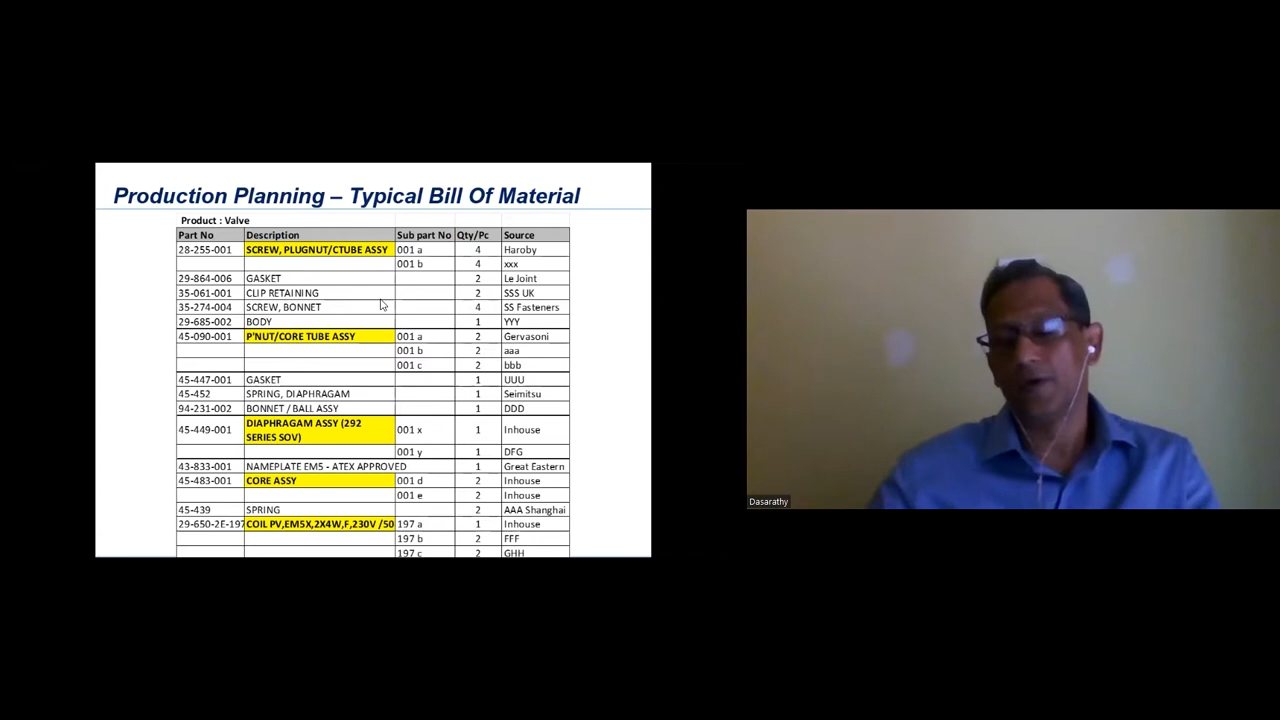 Production Planning – Typical Bill Of Material
Product : Valve
Part No Description Sub part No Qty/Pc Source
28-255-001 SCREW, PLUGNUT/CTUBE ASSY 001 a 4 Haroby
001 b 4 xxx
29-864-006 GASKET 2 Le Joint
35-061-001 CLIP RETAINING 2 SSS UK
35-274-004 SCREW, BONNET 4 SS Fasteners
29-685-002 BODY 1 YYY
45-090-001 P'NUT/CORE TUBE ASSY 001 a 2 Gervasoni
001 b 2 aaa
001 c 2 bbb
45-447-001 GASKET 1 UUU
45-452 SPRING, DIAPHRAGAM 1 Seimitsu
94-231-002 BONNET / BALL ASSY 1 DDD
45-449-001 DIAPHRAGAM ASSY (292 SERIES SOV) 001 x 1 Inhouse
001 y 1 DFG
43-833-001 NAMEPLATE EM5 - ATEX APPROVED 1 Great Eastern
45-483-001 CORE ASSY 001 d 2 Inhouse
001 e 2 Inhouse
45-439 SPRING 2 AAA Shanghai
29-650-2E-197 COIL PV,EM5X,2X4W,F,230V /50 197 a 1 Inhouse
197 b 2 FFF
197 c 2 GHH
Dasarathy